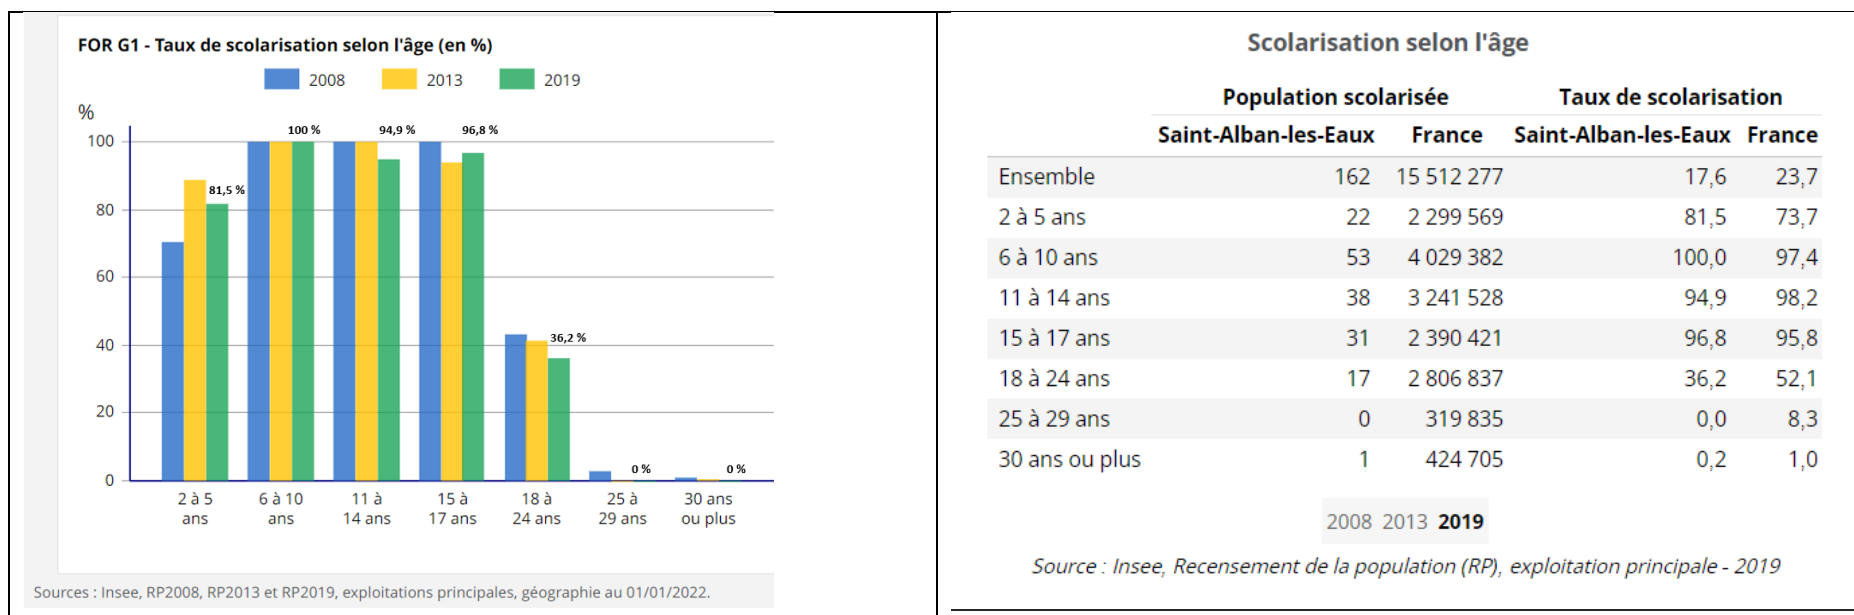 FOR G1 - Taux de scolarisation selon l'âge (en %)
2008 2013 2019
%
100
80
60
40
20
0
81,5 %
100 %
94,9 %
96,8 %
36,2 %
0 %
0 %
2 à 5 ans
6 à 10 ans
11 à 14 ans
15 à 17 ans
18 à 24 ans
25 à 29 ans
30 ans ou plus
Sources : Insee, RP2008, RP2013 et RP2019, exploitations principales, géographie au 01/01/2022.
Scolarisation selon l'âge
Population scolarisée Taux de scolarisation
Saint-Alban-les-Eaux France Saint-Alban-les-Eaux France
Ensemble 162 15 512 277 17,6 23,7
2 à 5 ans 22 2 299 569 81,5 73,7
6 à 10 ans 53 4 029 382 100,0 97,4
11 à 14 ans 38 3 241 528 94,9 98,2
15 à 17 ans 31 2 390 421 96,8 95,8
18 à 24 ans 17 2 806 837 36,2 52,1
25 à 29 ans 0 319 835 0,0 8,3
30 ans ou plus 1 424 705 0,2 1,0
2008 2013 2019
Source : Insee, Recensement de la population (RP), exploitation principale - 2019